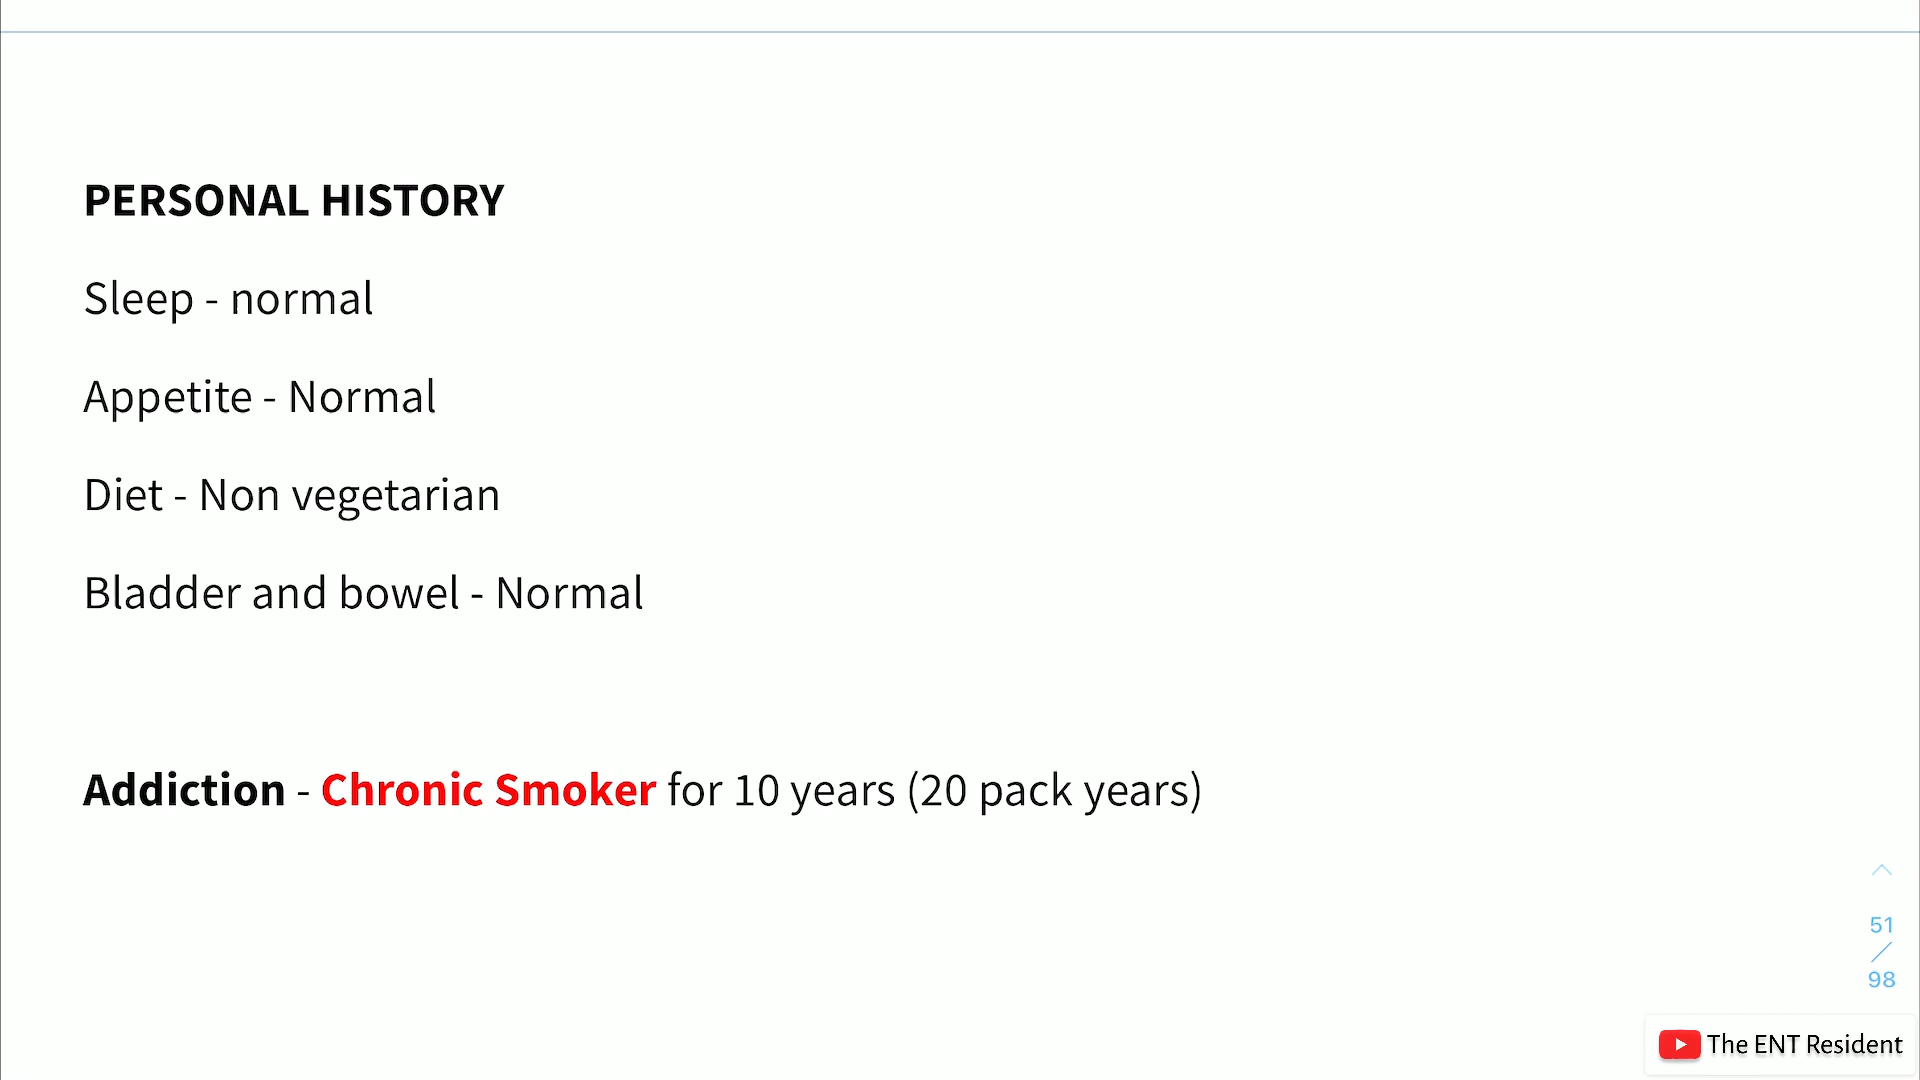 PERSONAL HISTORY
Sleep - normal
Appetite - Normal
Diet - Non vegetarian
Bladder and bowel - Normal
Addiction - Chronic Smoker for 10 years (20 pack years)
51
/
98
The ENT Resident